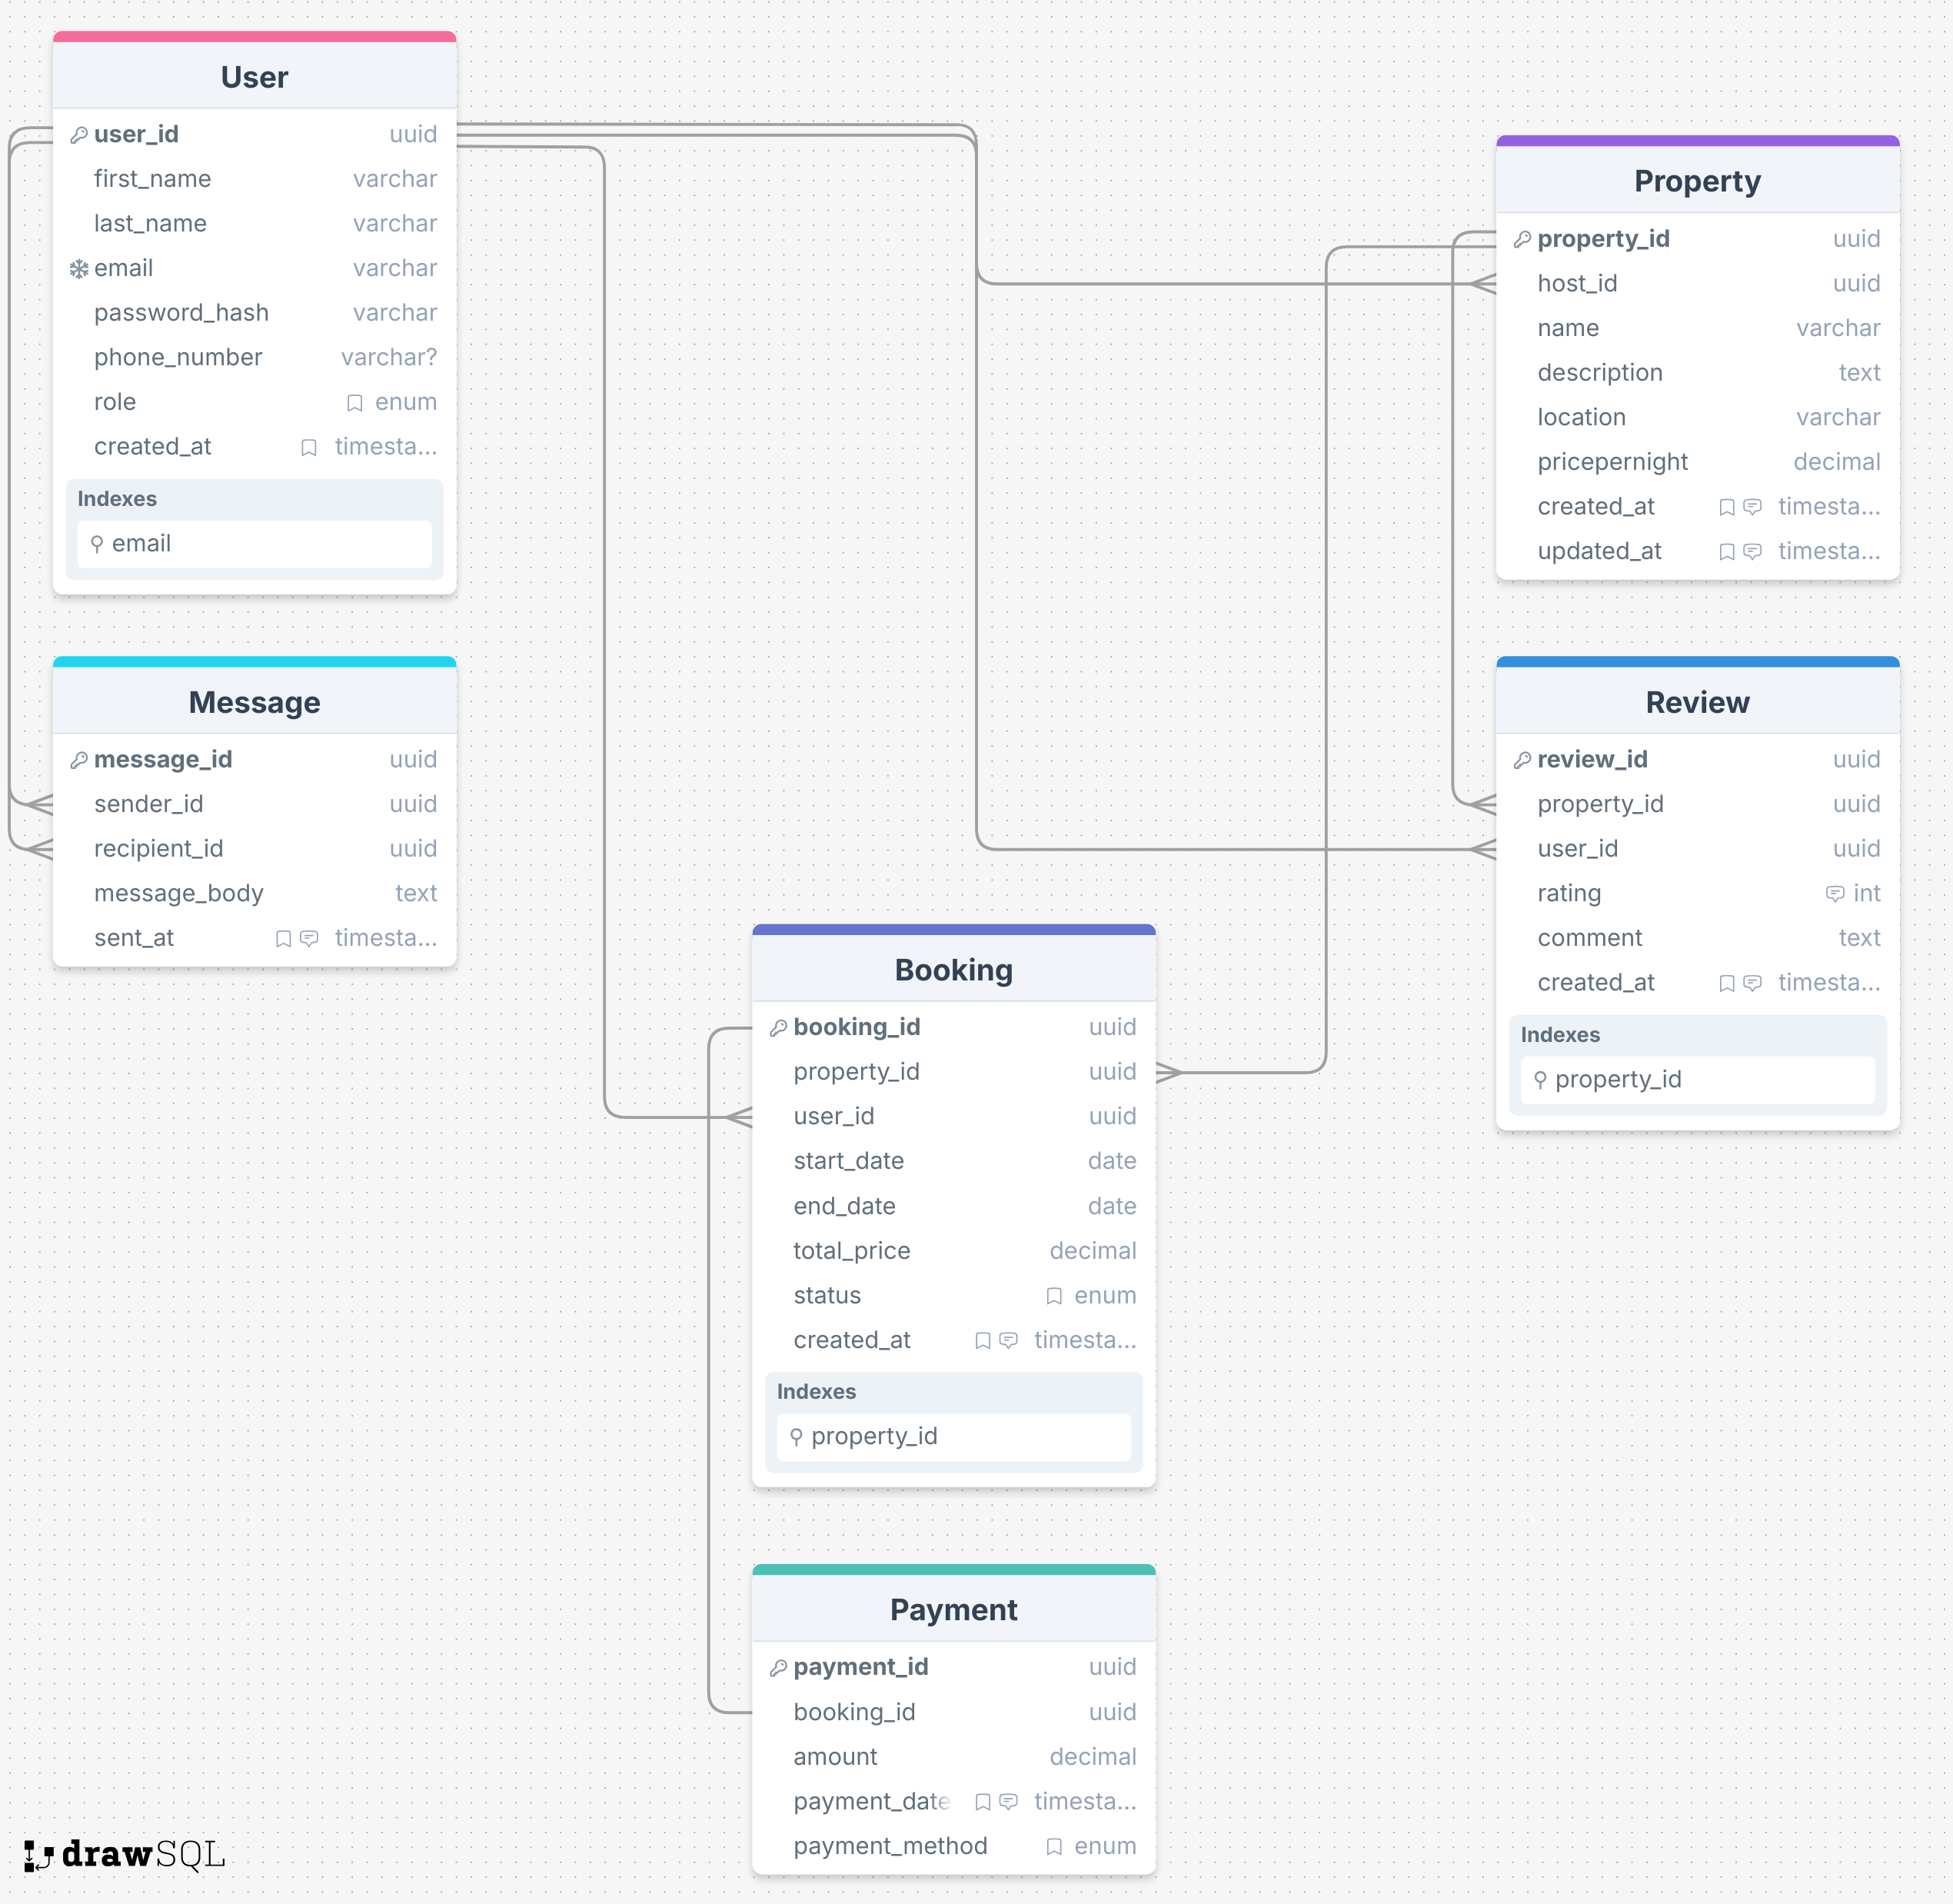 User
user_id uuid
first_name varchar
last_name varchar
email varchar
password_hash varchar
phone_number varchar?
role enum
created_at timesta...
Indexes
email
Message
message_id uuid
sender_id uuid
recipient_id uuid
message_body text
sent_at timesta...
Property
property_id uuid
host_id uuid
name varchar
description text
location varchar
pricepernight decimal
created_at timesta...
updated_at timesta...
Review
review_id uuid
property_id uuid
user_id uuid
rating int
comment text
created_at timesta...
Indexes
property_id
Booking
booking_id uuid
property_id uuid
user_id uuid
start_date date
end_date date
total_price decimal
status enum
created_at timesta...
Indexes
property_id
Payment
payment_id uuid
booking_id uuid
amount decimal
payment_date timesta...
payment_method enum
drawSQL